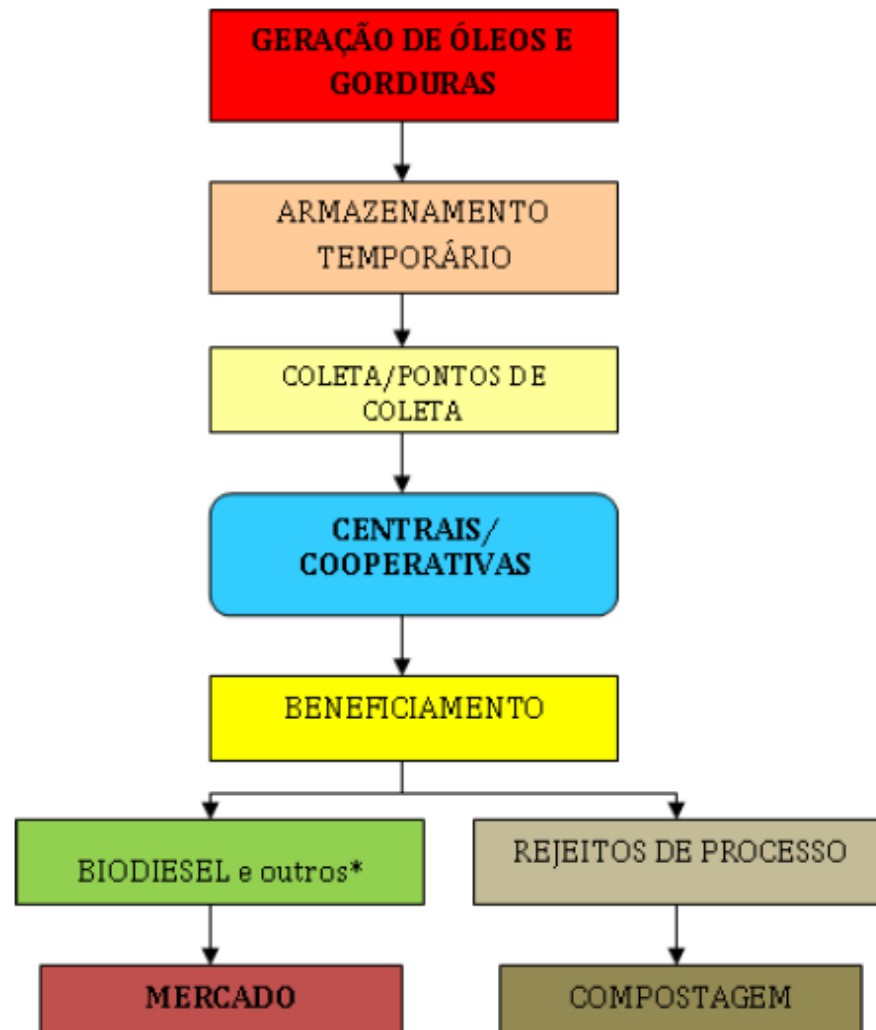 GERAÇÃO DE ÓLEOS E
GORDURAS
ARMAZENAMENTO
TEMPORÁRIO
COLETA/PONTOS DE
COLETA
CENTRAIS/
COOPERATIVAS
BENEFICIAMENTO
BIODIESEL e outros*
REJEITOS DE PROCESSO
MERCADO
COMPOSTAGEM